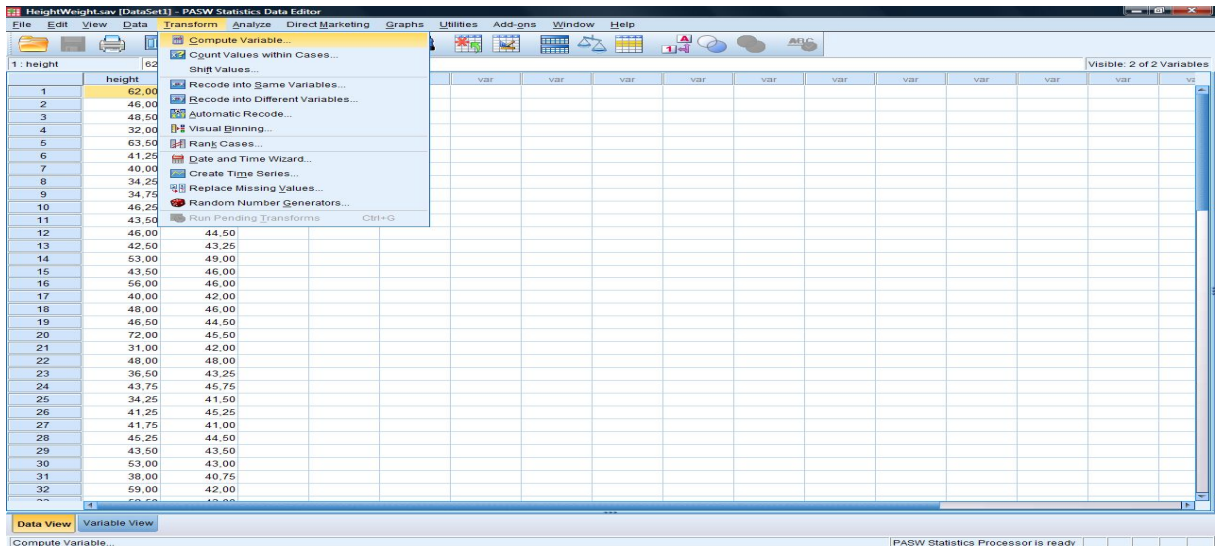 HeightWeight.sav [DataSet1] - PASW Statistics Data Editor
File Edit View Data Transform Analyze Direct Marketing Graphs Utilities Add-ons Window Help
1 : height 62 Visible: 2 of 2 Variables
Compute Variable...
Count Values within Cases...
Shift Values...
Recode into Same Variables...
Recode into Different Variables...
Automatic Recode...
Visual Binning...
Rank Cases...
Date and Time Wizard...
Create Time Series...
Replace Missing Values...
Random Number Generators...
Run Pending Transforms Ctrl+G
height var var var var var var var var var var
1 62,00
2 46,00
3 48,50
4 32,00
5 63,50
6 41,25
7 40,00
8 34,25
9 34,75
10 46,25
11 43,50
12 46,00 44,50
13 42,50 43,25
14 53,00 49,00
15 43,50 46,00
16 56,00 46,00
17 40,00 42,00
18 48,00 46,00
19 46,50 44,50
20 72,00 45,50
21 31,00 42,00
22 48,00 48,00
23 36,50 43,25
24 43,75 45,75
25 34,25 41,50
26 41,25 45,25
27 41,75 41,00
28 45,25 44,50
29 43,50 43,50
30 53,00 43,00
31 38,00 40,75
32 59,00 42,00
Data View Variable View
Compute Variable... PASW Statistics Processor is ready